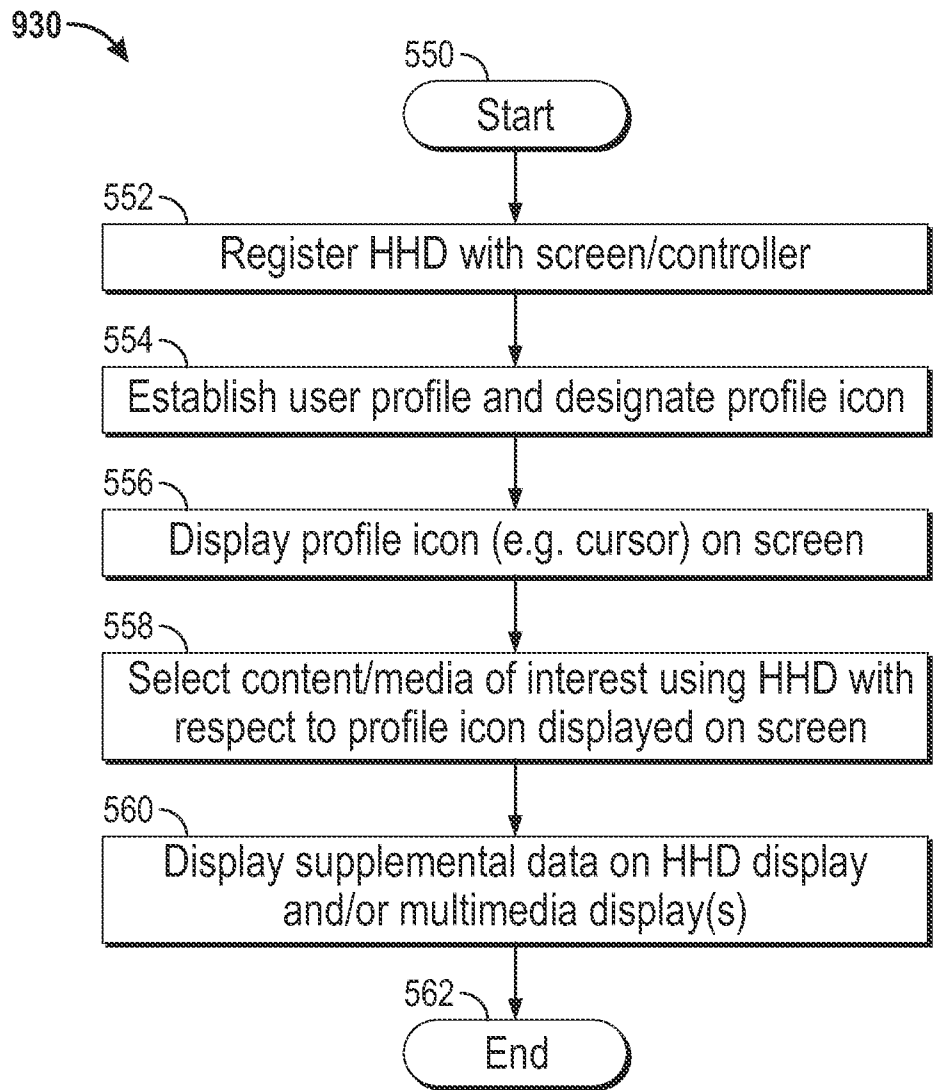 930
550
Start
552
Register HHD with screen/controller
554
Establish user profile and designate profile icon
556
Display profile icon (e.g. cursor) on screen
558
Select content/media of interest using HHD with
respect to profile icon displayed on screen
560
Display supplemental data on HHD display
and/or multimedia display(s)
562
End